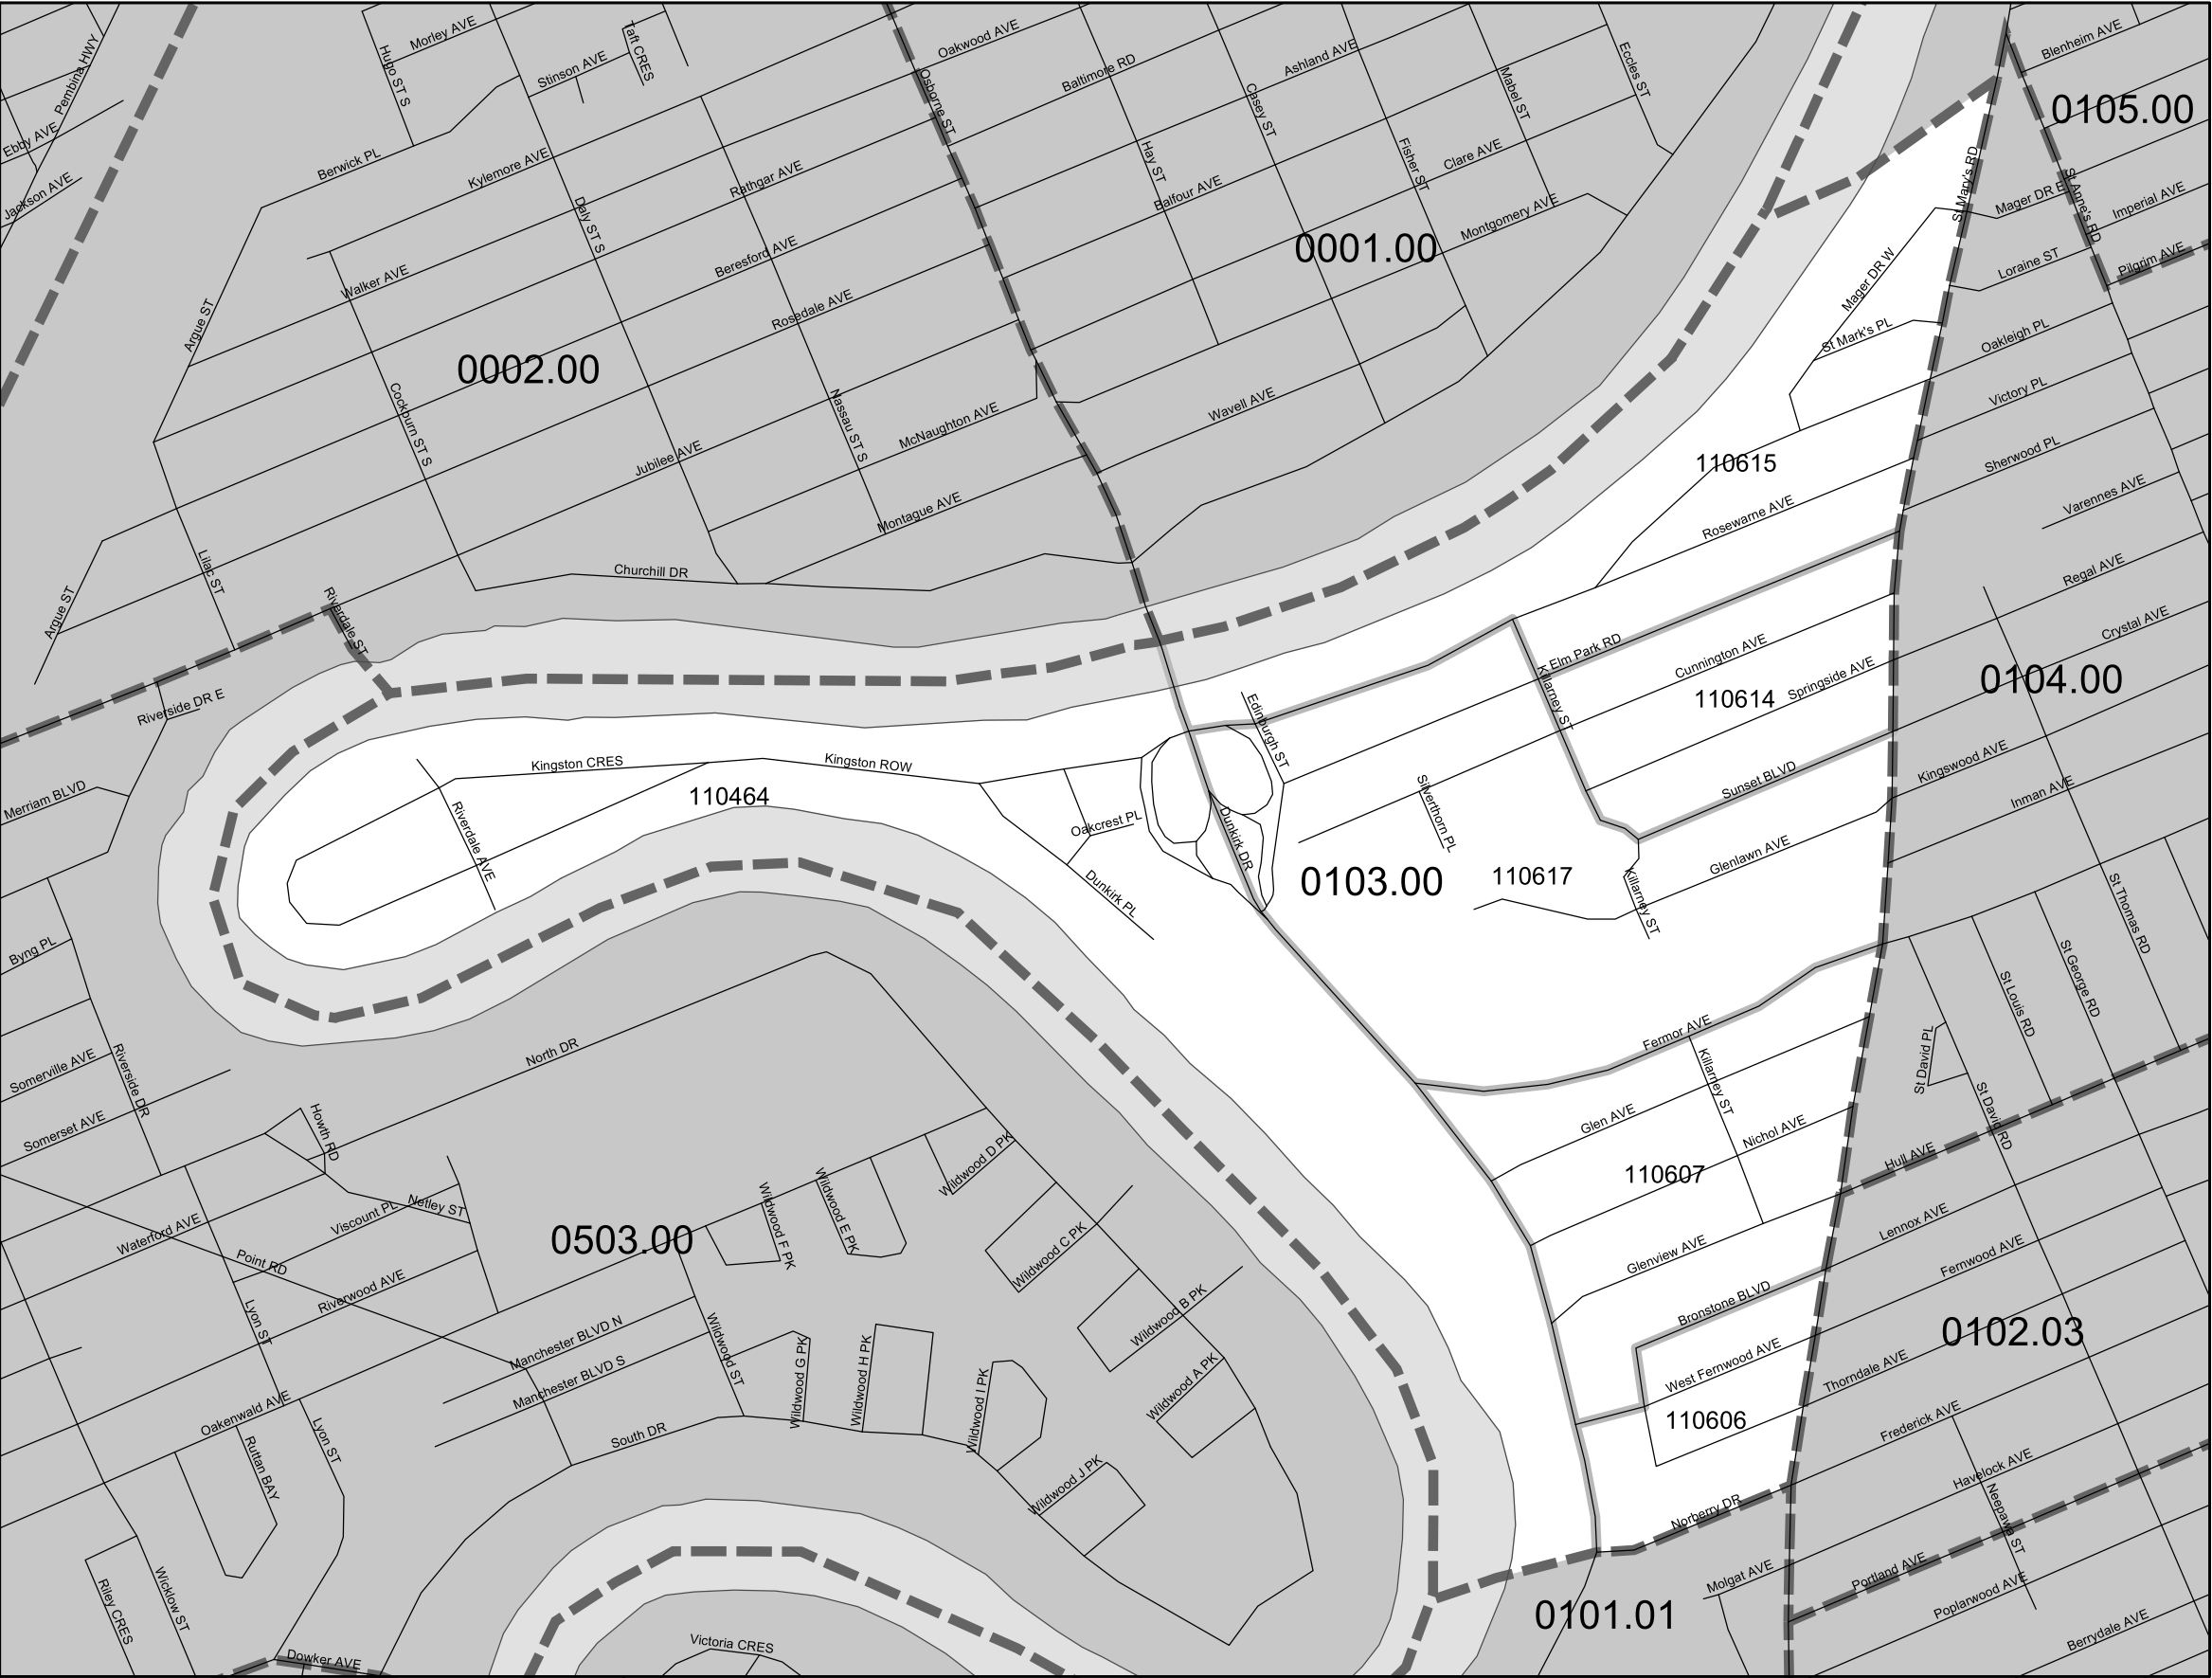 Pembina HWY
Hugo ST S
Morley AVE
Stinson AVE
Taft CRES
Oakwood AVE
Osborne ST
Baltimore RD
Ashland AVE
Casey ST
Mabel ST
Eccles ST
Blenheim AVE
0105.00
Ebby AVE
Jackson AVE
Berwick PL
Kylemore AVE
Rathgar AVE
Hay ST
Fisher ST
Clare AVE
Balfour AVE
Montgomery AVE
St Mary's RD
Mager DR E
St Anne's RD
Imperial AVE
Daly ST S
Walker AVE
Beresford AVE
0001.00
Mager DR W
Loraine ST
Pilgrim AVE
Argue ST
Rosedale AVE
St Mark's PL
Oakleigh PL
0002.00
Cockburn ST S
Nassau ST S
McNaughton AVE
Wavell AVE
Victory PL
Jubilee AVE
110615
Sherwood PL
Montague AVE
Rosewarne AVE
Varennes AVE
Lilac ST
Churchill DR
Regal AVE
Argue ST
Riverdale ST
Elm Park RD
Cunnington AVE
Crystal AVE
Killarney ST
Springside AVE
0104.00
110614
Riverside DR E
Edinburgh ST
Kingston CRES
Kingston ROW
Sunset BLVD
Kingswood AVE
Merriam BLVD
110464
Riverdale AVE
Oakcrest PL
Dunkirk DR
Silverthorn PL
Inman AVE
Glenlawn AVE
0103.00
110617
Dunkirk PL
Killarney ST
St Thomas RD
Byng PL
St Louis RD
St George RD
Somerville AVE
Riverside DR
North DR
Fermor AVE
Killarney ST
St David PL
Somerset AVE
Howth RD
Glen AVE
Nichol AVE
St David RD
Wildwood D PK
Hull AVE
110607
Netley ST
Viscount PL
Wildwood F PK
Wildwood E PK
Waterford AVE
0503.00
Wildwood C PK
Lennox AVE
Point RD
Glenview AVE
Fernwood AVE
Riverwood AVE
Lyon ST
Manchester BLVD N
Wildwood ST
Wildwood B PK
Bronstone BLVD
0102.03
Manchester BLVD S
Wildwood G PK
Wildwood H PK
Wildwood I PK
Wildwood A PK
West Fernwood AVE
Thorndale AVE
Oakenwald AVE
110606
Frederick AVE
Ruttan BAY
Lyon ST
South DR
Wildwood J PK
Havelock AVE
Norberry DR
Neepawa ST
Riley CRES
Wicklow ST
Molgat AVE
Portland AVE
0101.01
Poplarwood AVE
Dowker AVE
Victoria CRES
Berrydale AVE